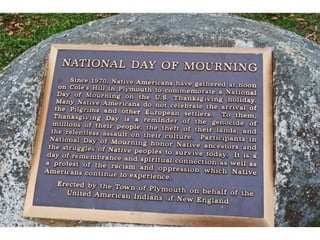 NATIONAL DAY OF MOURNING
Since 1970, Native Americans have gathered at noon
on Cole's Hill in Plymouth to commemorate a National
Day of Mourning on the U.S. Thanksgiving holiday.
Many Native Americans do not celebrate the arrival of
the Pilgrims and other European settlers. To them,
Thanksgiving Day is a reminder of the genocide of
millions of their people, the theft of their lands, and
the relentless assault on their culture. Participants in
National Day of Mourning honor Native ancestors and
the struggles of Native peoples to survive today. It is a
day of remembrance and spiritual connection as well as
a protest of the racism and oppression which Native
Americans continue to experience.
Erected by the Town of Plymouth on behalf of the
United American Indians of New England